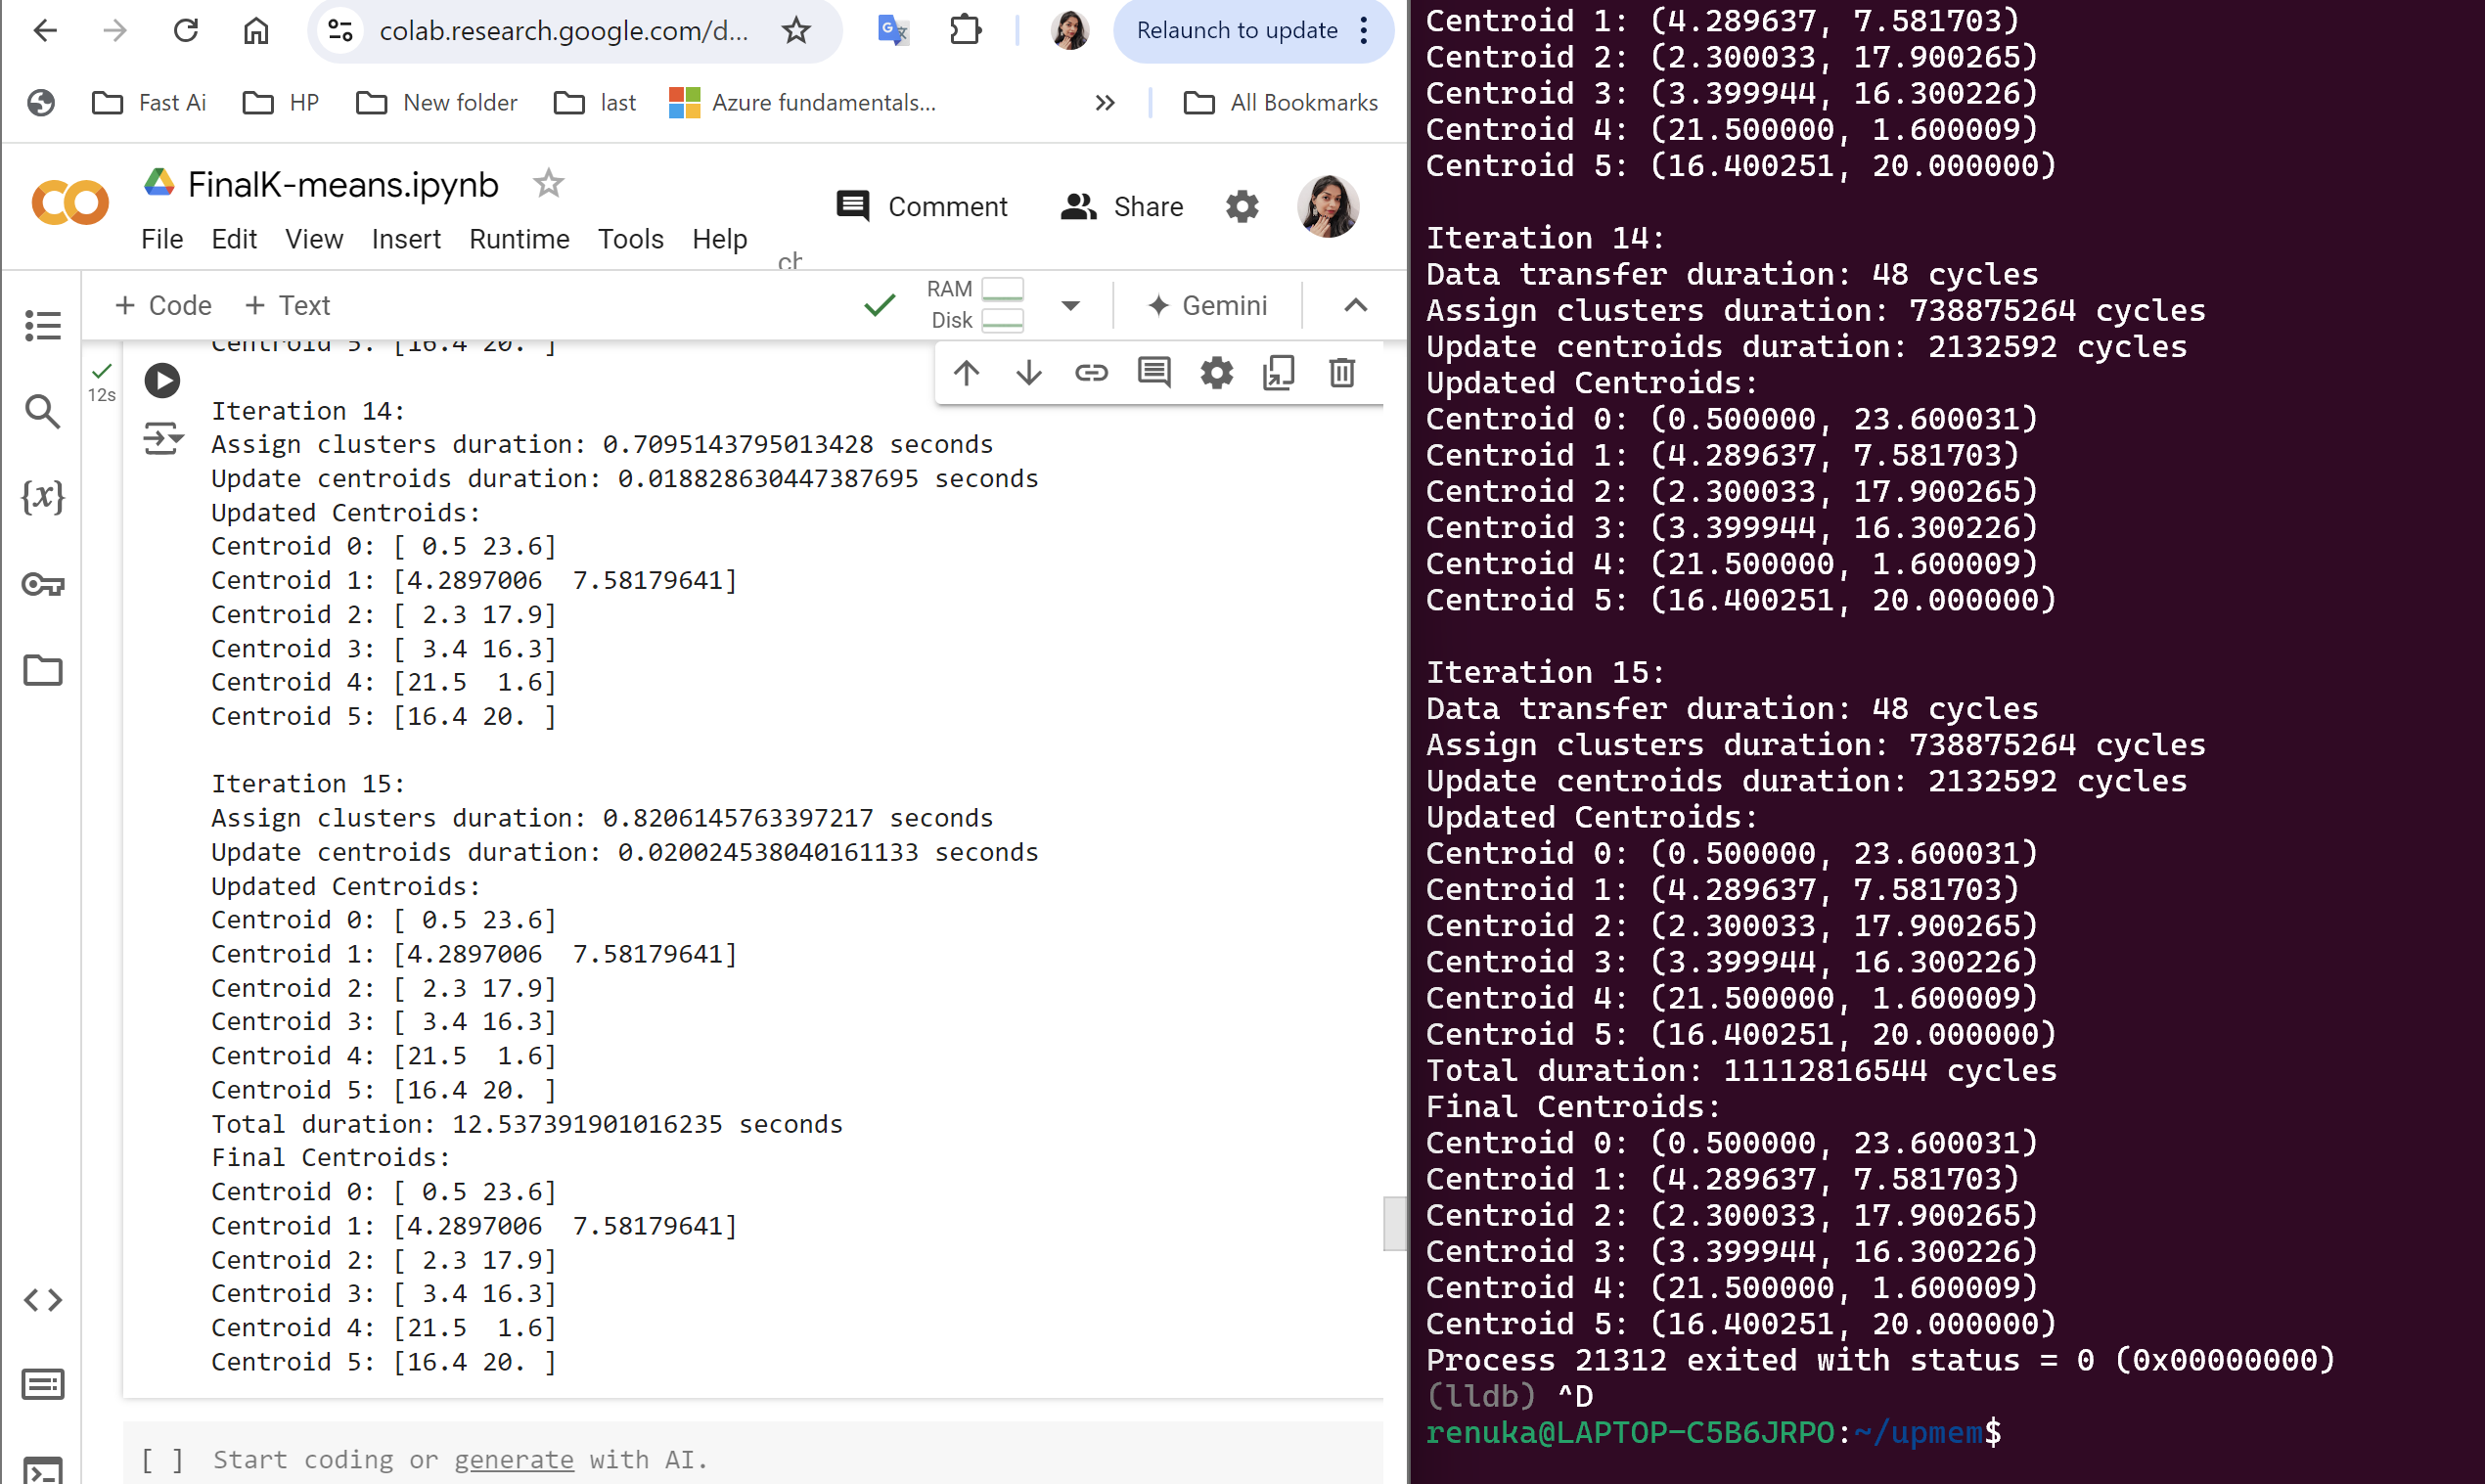 colab.research.google.com/d...
Relaunch to update
Fast Ai
HP
New folder
last
Azure fundamentals...
»
All Bookmarks
FinalK-means.ipynb
Comment
Share
File Edit View Insert Runtime Tools Help
+ Code + Text
RAM
Disk
Gemini
12s
{x}
Centroid 5: [16.4 20. ]
Iteration 14:
Assign clusters duration: 0.7095143795013428 seconds
Update centroids duration: 0.018828630447387695 seconds
Updated Centroids:
Centroid 0: [ 0.5 23.6]
Centroid 1: [4.2897006  7.58179641]
Centroid 2: [ 2.3 17.9]
Centroid 3: [ 3.4 16.3]
Centroid 4: [21.5  1.6]
Centroid 5: [16.4 20. ]
Iteration 15:
Assign clusters duration: 0.8206145763397217 seconds
Update centroids duration: 0.020024538040161133 seconds
Updated Centroids:
Centroid 0: [ 0.5 23.6]
Centroid 1: [4.2897006  7.58179641]
Centroid 2: [ 2.3 17.9]
Centroid 3: [ 3.4 16.3]
Centroid 4: [21.5  1.6]
Centroid 5: [16.4 20. ]
Total duration: 12.537391901016235 seconds
Final Centroids:
Centroid 0: [ 0.5 23.6]
Centroid 1: [4.2897006  7.58179641]
Centroid 2: [ 2.3 17.9]
Centroid 3: [ 3.4 16.3]
Centroid 4: [21.5  1.6]
Centroid 5: [16.4 20. ]
[ ] Start coding or generate with AI.
Centroid 1: (4.289637, 7.581703)
Centroid 2: (2.300033, 17.900265)
Centroid 3: (3.399944, 16.300226)
Centroid 4: (21.500000, 1.600009)
Centroid 5: (16.400251, 20.000000)
Iteration 14:
Data transfer duration: 48 cycles
Assign clusters duration: 738875264 cycles
Update centroids duration: 2132592 cycles
Updated Centroids:
Centroid 0: (0.500000, 23.600031)
Centroid 1: (4.289637, 7.581703)
Centroid 2: (2.300033, 17.900265)
Centroid 3: (3.399944, 16.300226)
Centroid 4: (21.500000, 1.600009)
Centroid 5: (16.400251, 20.000000)
Iteration 15:
Data transfer duration: 48 cycles
Assign clusters duration: 738875264 cycles
Update centroids duration: 2132592 cycles
Updated Centroids:
Centroid 0: (0.500000, 23.600031)
Centroid 1: (4.289637, 7.581703)
Centroid 2: (2.300033, 17.900265)
Centroid 3: (3.399944, 16.300226)
Centroid 4: (21.500000, 1.600009)
Centroid 5: (16.400251, 20.000000)
Total duration: 11112816544 cycles
Final Centroids:
Centroid 0: (0.500000, 23.600031)
Centroid 1: (4.289637, 7.581703)
Centroid 2: (2.300033, 17.900265)
Centroid 3: (3.399944, 16.300226)
Centroid 4: (21.500000, 1.600009)
Centroid 5: (16.400251, 20.000000)
Process 21312 exited with status = 0 (0x00000000)
(lldb) ^D
renuka@LAPTOP-C5B6JRPO:~/upmem$